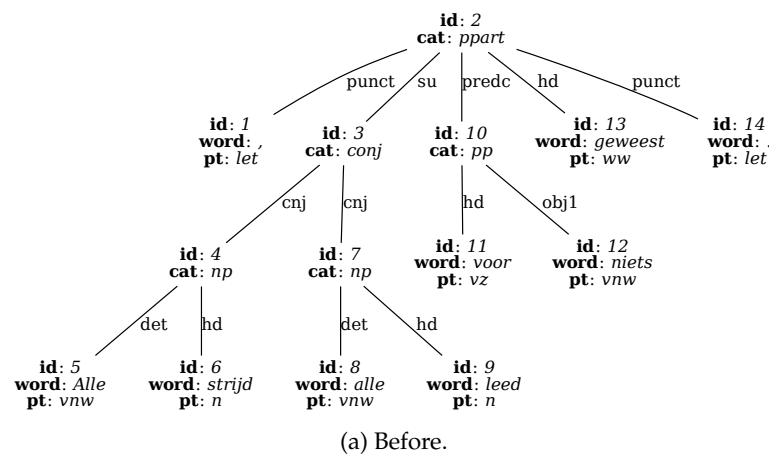 id: 2
cat: ppart
punct su predc hd punct
id: 1
word: ,
pt: let
id: 3
cat: conj
id: 10
cat: pp
id: 13
word: geweest
pt: ww
id: 14
word: .
pt: let
cnj cnj hd obj1
id: 4
cat: np
id: 7
cat: np
id: 11
word: voor
pt: vz
id: 12
word: niets
pt: vnw
det hd det hd
id: 5
word: Alle
pt: vnw
id: 6
word: strijd
pt: n
id: 8
word: alle
pt: vnw
id: 9
word: leed
pt: n
(a) Before.